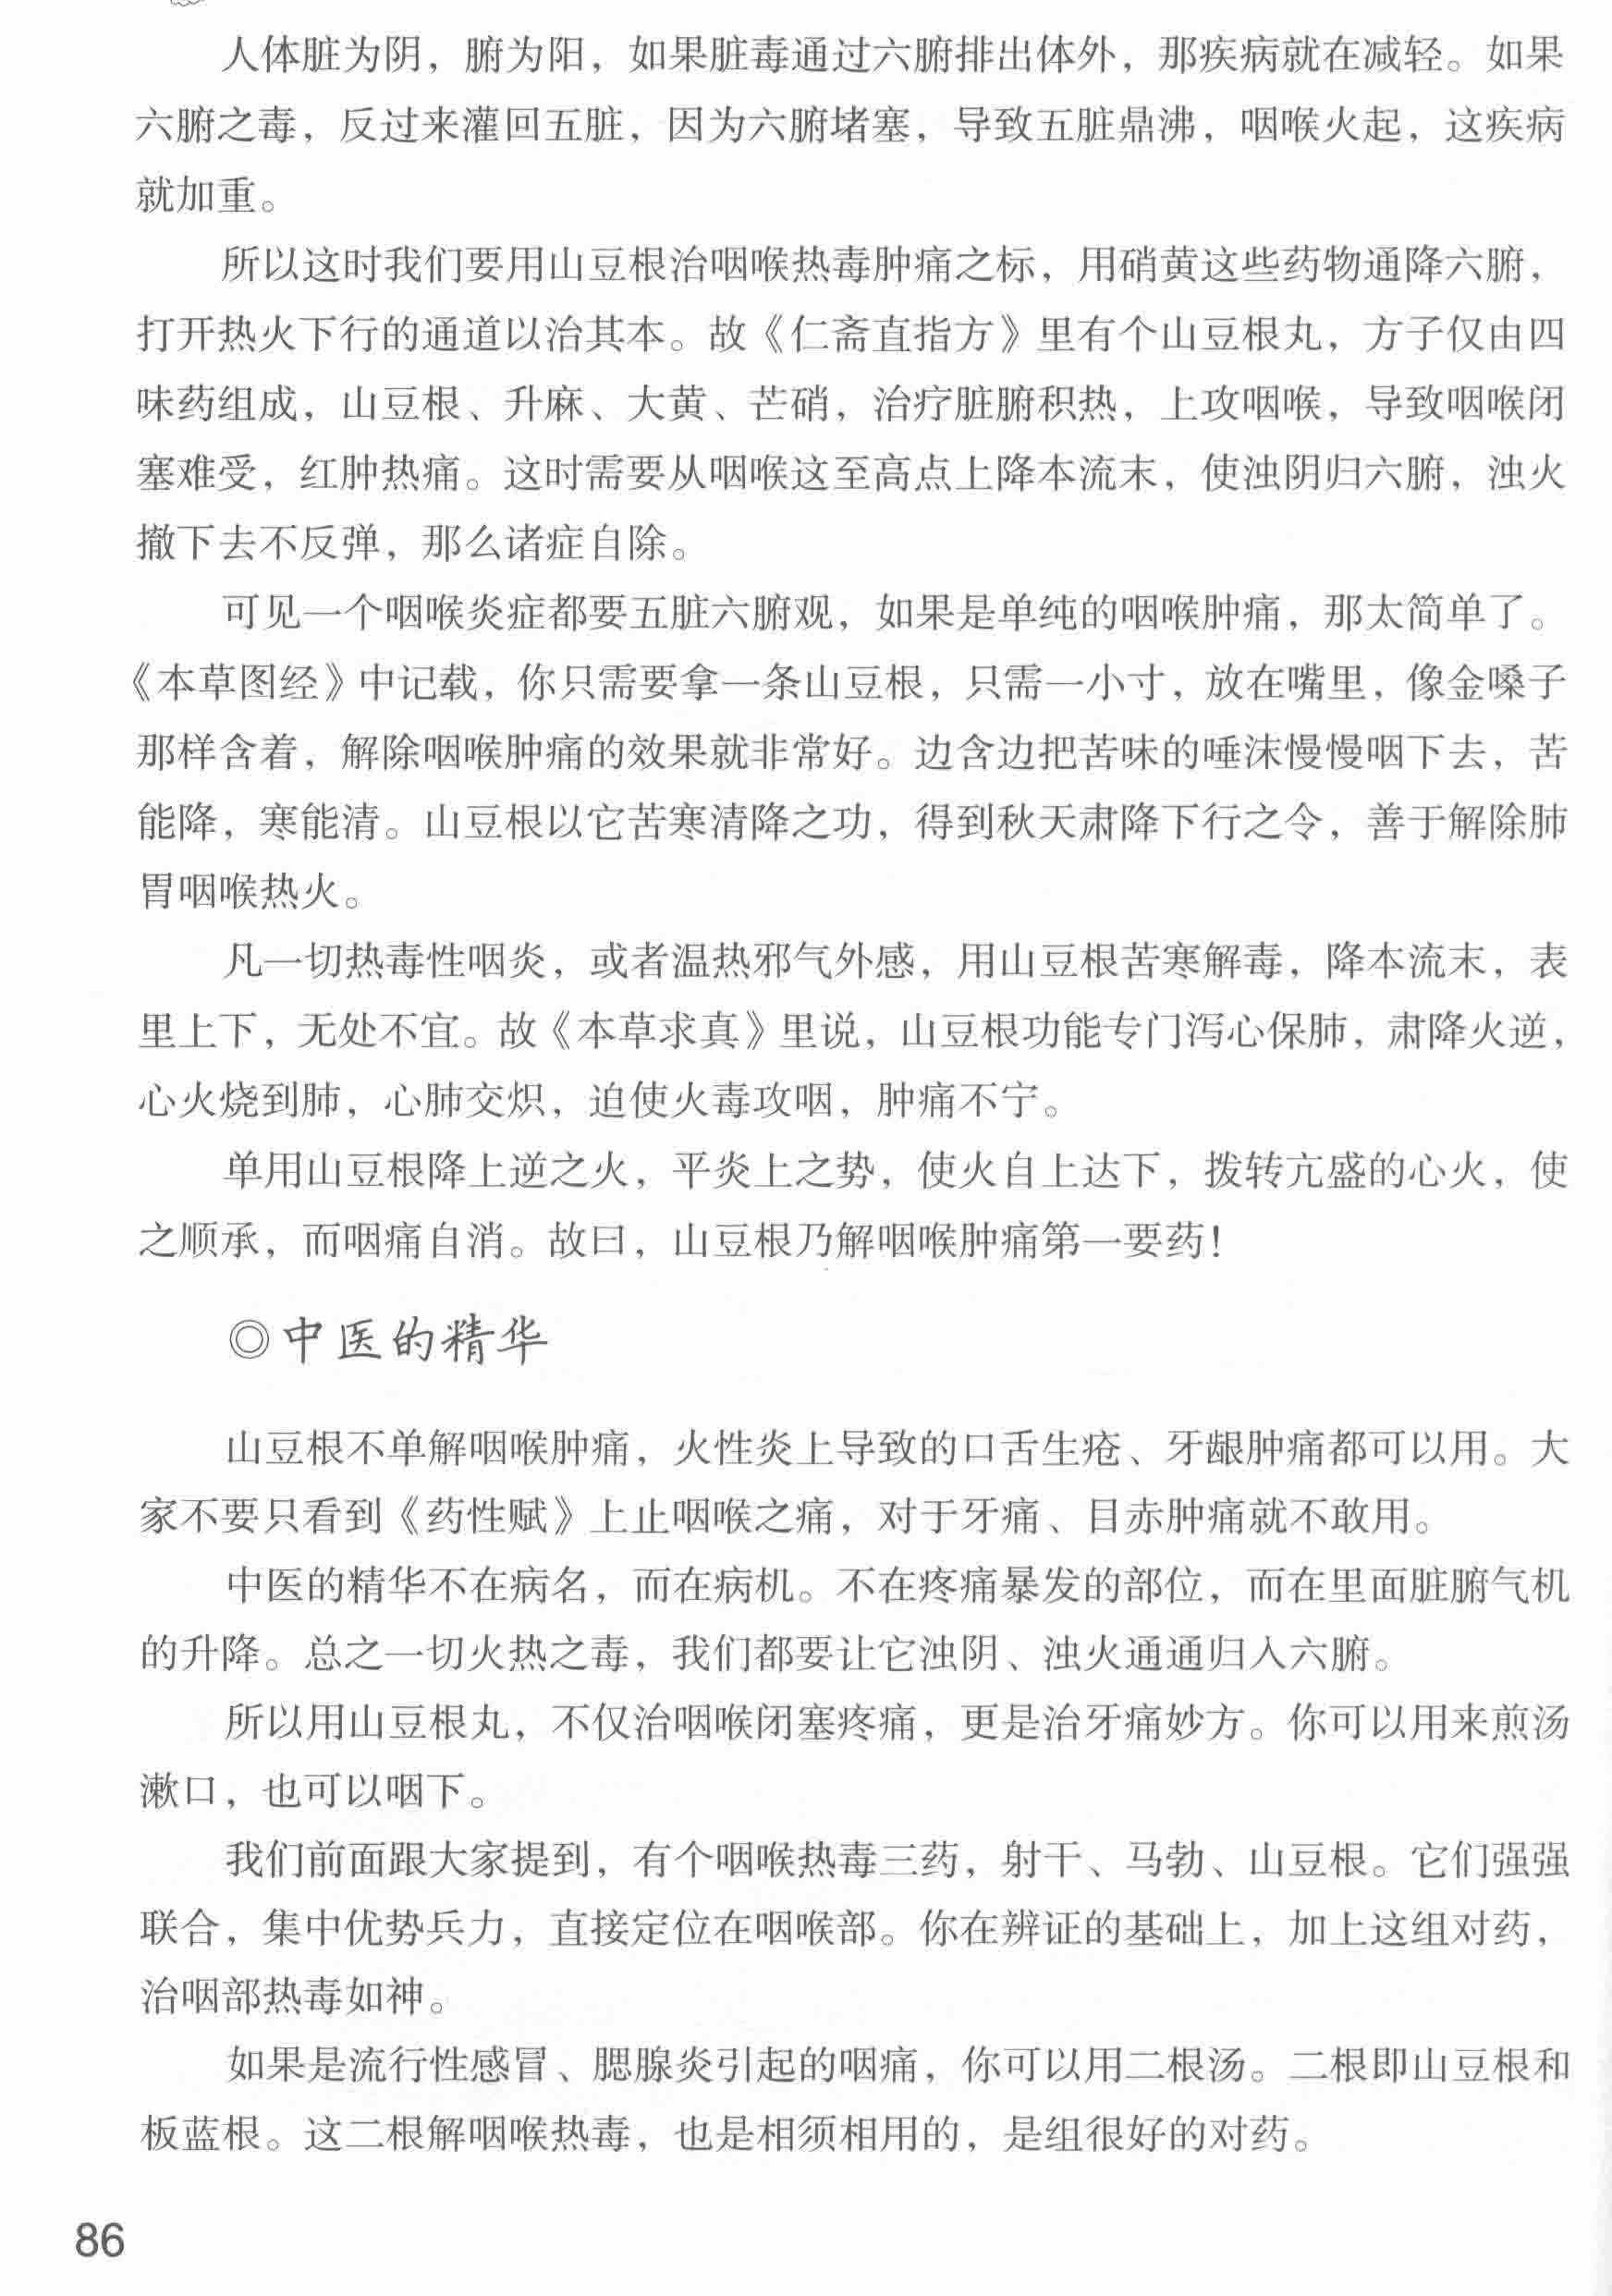 人体脏为阴，腑为阳，如果脏毒通过六腑排出体外，那疾病就在减轻。如果
六腑之毒，反过来灌回五脏，因为六腑堵塞，导致五脏鼎沸，咽喉火起，这疾病
就加重。
所以这时我们要用山豆根治咽喉热毒肿痛之标，用硝黄这些药物通降六腑，
打开热火下行的通道以治其本。故《仁斋直指方》里有个山豆根丸，方子仅由四
味药组成，山豆根、升麻、大黄、芒硝，治疗脏腑积热，上攻咽喉，导致咽喉闭
塞难受，红肿热痛。这时需要从咽喉这至高点上降本流末，使浊阴归六腑，浊火
撤下去不反弹，那么诸症自除。
可见一个咽喉炎症都要五脏六腑观，如果是单纯的咽喉肿痛，那太简单了。
《本草图经》中记载，你只需要拿一条山豆根，只需一小寸，放在嘴里，像金嗓子
那样含着，解除咽喉肿痛的效果就非常好。边含边把苦味的唾沫慢慢咽下去，苦
能降，寒能清。山豆根以它苦寒清降之功，得到秋天肃降下行之令，善于解除肺
胃咽喉热火。
凡一切热毒性咽炎，或者温热邪气外感，用山豆根苦寒解毒，降本流末，表
里上下，无处不宜。故《本草求真》里说，山豆根功能专门泻心保肺，肃降火逆，
心火烧到肺，心肺交炽，迫使火毒攻咽，肿痛不宁。
单用山豆根降上逆之火，平炎上之势，使火自上达下，拨转亢盛的心火，使
之顺承，而咽痛自消。故曰，山豆根乃解咽喉肿痛第一要药！
◎中医的精华
山豆根不单解咽喉肿痛，火性炎上导致的口舌生疮、牙龈肿痛都可以用。大
家不要只看到《药性赋》上止咽喉之痛，对于牙痛、目赤肿痛就不敢用。
中医的精华不在病名，而在病机。不在疼痛暴发的部位，而在里面脏腑气机
的升降。总之一切火热之毒，我们都要让它浊阴、浊火通通归入六腑。
所以用山豆根丸，不仅治咽喉闭塞疼痛，更是治牙痛妙方。你可以用来煎汤
漱口，也可以咽下。
我们前面跟大家提到，有个咽喉热毒三药，射干、马勃、山豆根。它们强强
联合，集中优势兵力，直接定位在咽喉部。你在辨证的基础上，加上这组对药，
治咽部热毒如神。
如果是流行性感冒、腮腺炎引起的咽痛，你可以用二根汤。二根即山豆根和
板蓝根。这二根解咽喉热毒，也是相须相用的，是组很好的对药。
86